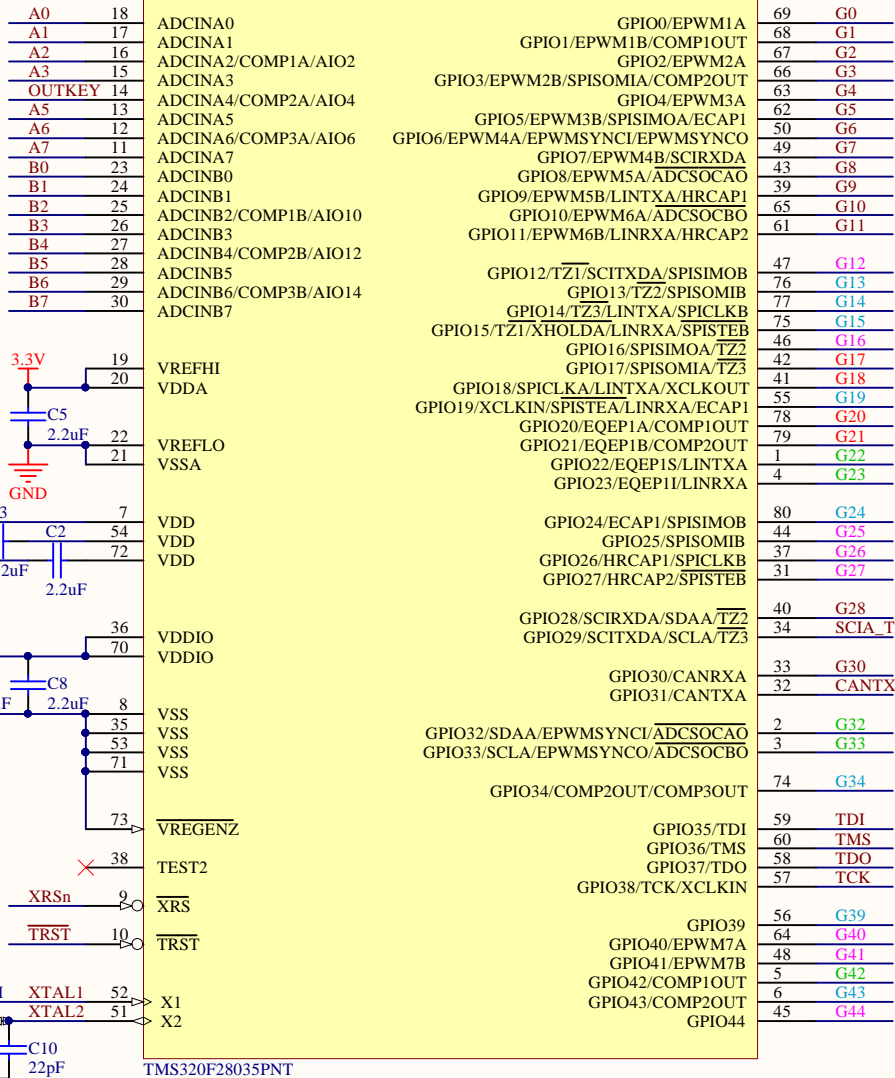 A0 18 ADCINA0 GPIO0/EPWM1A 69 G0
A1 17 ADCINA1 GPIO1/EPWM1B/COMP1OUT 68 G1
A2 16 ADCINA2/COMP1A/AIO2 GPIO2/EPWM2A 67 G2
A3 15 ADCINA3 GPIO3/EPWM2B/SPISOMIA/COMP2OUT 66 G3
OUTKEY 14 ADCINA4/COMP2A/AIO4 GPIO4/EPWM3A 63 G4
A5 13 ADCINA5 GPIO5/EPWM3B/SPISIMOA/ECAP1 62 G5
A6 12 ADCINA6/COMP3A/AIO6 GPIO6/EPWM4A/EPWMSYNCI/EPWMSYNCO 50 G6
A7 11 ADCINA7 GPIO7/EPWM4B/SCIRXDA 49 G7
B0 23 ADCINB0 GPIO8/EPWM5A/ADCSOCAO 43 G8
B1 24 ADCINB1 GPIO9/EPWM5B/LINTXA/HRCAP1 39 G9
B2 25 ADCINB2/COMP1B/AIO10 GPIO10/EPWM6A/ADCSOCBO 65 G10
B3 26 ADCINB3 GPIO11/EPWM6B/LINRXA/HRCAP2 61 G11
B4 27 ADCINB4/COMP2B/AIO12
B5 28 ADCINB5 GPIO12/TZ1/SCITXDA/SPISIMOB 47 G12
B6 29 ADCINB6/COMP3B/AIO14 GPIO13/TZ2/SPISOMIB 76 G13
B7 30 ADCINB7 GPIO14/TZ3/LINTXA/SPICLKB 77 G14
GPIO15/TZ1/XHOLDA/LINRXA/SPISTEB 75 G15
GPIO16/SPISIMOA/TZ2 46 G16
3.3V 19 VREFHI GPIO17/SPISOMIA/TZ3 42 G17
20 VDDA GPIO18/SPICLKA/LINTXA/XCLKOUT 41 G18
C5 GPIO19/XCLKIN/SPISTEA/LINRXA/ECAP1 55 G19
2.2uF GPIO20/EQEP1A/COMP1OUT 78 G20
22 VREFLO GPIO21/EQEP1B/COMP2OUT 79 G21
21 VSSA GPIO22/EQEP1S/LINTXA 1 G22
GND GPIO23/EQEP1I/LINRXA 4 G23
3 7 VDD GPIO24/ECAP1/SPISIMOB 80 G24
C2 54 VDD GPIO25/SPISOMIB 44 G25
72 VDD GPIO26/HRCAP1/SPICLKB 37 G26
2uF 2.2uF GPIO27/HRCAP2/SPISTEB 31 G27
GPIO28/SCIRXDA/SDAA/TZ2 40 G28
36 VDDIO GPIO29/SCITXDA/SCLA/TZ3 34 SCIA_T
70 VDDIO
C8 GPIO30/CANRXA 33 G30
F 2.2uF GPIO31/CANTXA 32 CANTX
8 VSS
35 VSS GPIO32/SDAA/EPWMSYNCI/ADCSOCAO 2 G32
53 VSS GPIO33/SCLA/EPWMSYNCO/ADCSOCBO 3 G33
71 VSS
GPIO34/COMP2OUT/COMP3OUT 74 G34
73 VREGENZ GPIO35/TDI 59 TDI
GPIO36/TMS 60 TMS
38 TEST2 GPIO37/TDO 58 TDO
GPIO38/TCK/XCLKIN 57 TCK
XRSn 9 XRS
GPIO39 56 G39
TRST 10 TRST GPIO40/EPWM7A 64 G40
GPIO41/EPWM7B 48 G41
GPIO42/COMP1OUT 5 G42
XTAL1 52 X1 GPIO43/COMP2OUT 6 G43
XTAL2 51 X2 GPIO44 45 G44
C10
22pF
TMS320F28035PNT